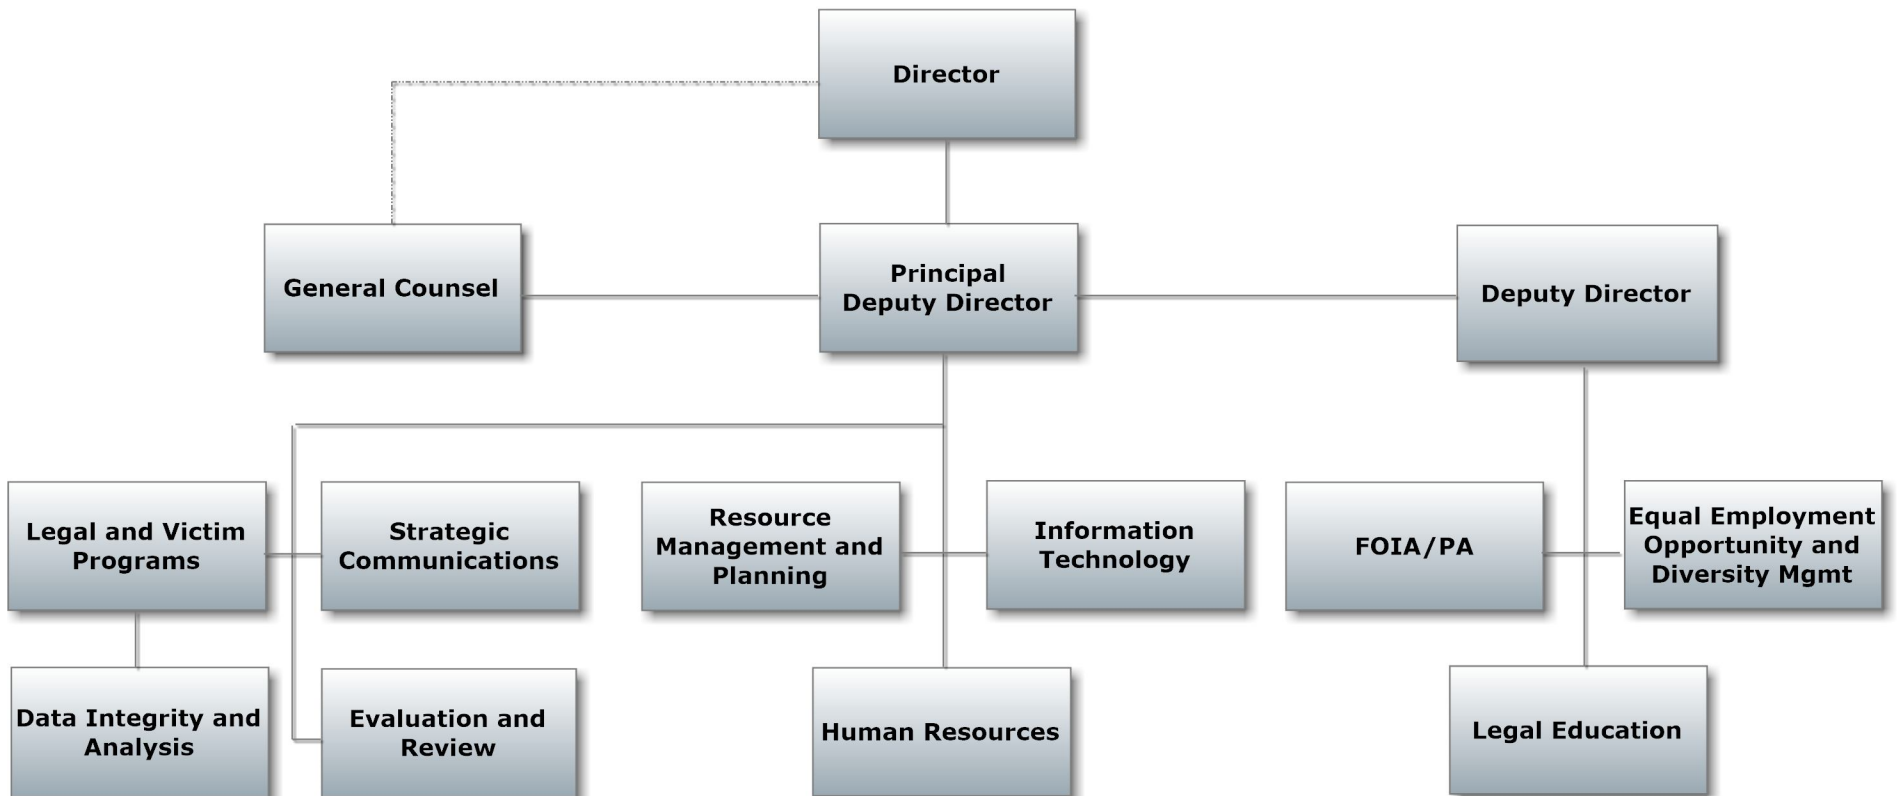 Director
General Counsel
Principal
Deputy Director
Deputy Director
Legal and Victim
Programs
Strategic
Communications
Resource
Management and
Planning
Information
Technology
FOIA/PA
Equal Employment
Opportunity and
Diversity Mgmt
Data Integrity and
Analysis
Evaluation and
Review
Human Resources
Legal Education